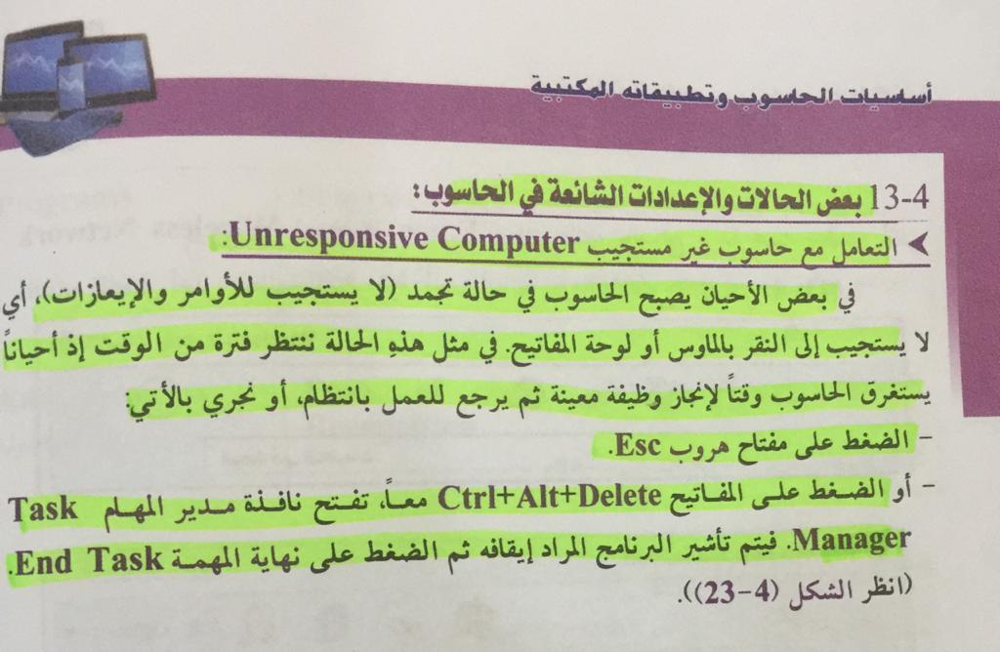 أساسيات الحاسوب وتطبيقاته المكتبية
13-4 بعض الحالات والإعدادات الشائعة في الحاسوب:
➤ التعامل مع حاسوب غير مستجيب Unresponsive Computer:
في بعض الأحيان يصبح الحاسوب في حالة تجمد (لا يستجيب للأوامر والإيعازات)، أي
لا يستجيب إلى النقر بالماوس أو لوحة المفاتيح. في مثل هذهِ الحالة ننتظر فترة من الوقت إذ أحياناً
يستغرق الحاسوب وقتاً لإنجاز وظيفة معينة ثم يرجع للعمل بانتظام، أو نجري بالأتي:
- الضغط على مفتاح هروب Esc.
- أو الضغط على المفاتيح Ctrl+Alt+Delete معاً، تفتح نافذة مدير المهام Task
Manager. فيتم تأشير البرنامج المراد إيقافه ثم الضغط على نهاية المهمة End Task.
(انظر الشكل (4-23)).